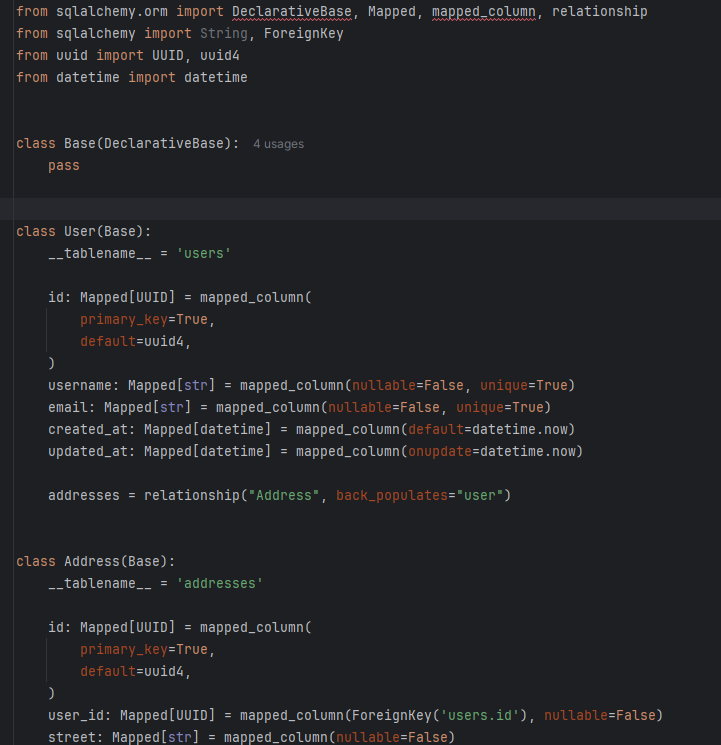 from sqlalchemy.orm import DeclarativeBase, Mapped, mapped_column, relationship
from sqlalchemy import String, ForeignKey
from uuid import UUID, uuid4
from datetime import datetime
class Base(DeclarativeBase): 4 usages
    pass
class User(Base):
    __tablename__ = 'users'
    id: Mapped[UUID] = mapped_column(
        primary_key=True,
        default=uuid4,
    )
    username: Mapped[str] = mapped_column(nullable=False, unique=True)
    email: Mapped[str] = mapped_column(nullable=False, unique=True)
    created_at: Mapped[datetime] = mapped_column(default=datetime.now)
    updated_at: Mapped[datetime] = mapped_column(onupdate=datetime.now)
    addresses = relationship("Address", back_populates="user")
class Address(Base):
    __tablename__ = 'addresses'
    id: Mapped[UUID] = mapped_column(
        primary_key=True,
        default=uuid4,
    )
    user_id: Mapped[UUID] = mapped_column(ForeignKey('users.id'), nullable=False)
    street: Mapped[str] = mapped_column(nullable=False)